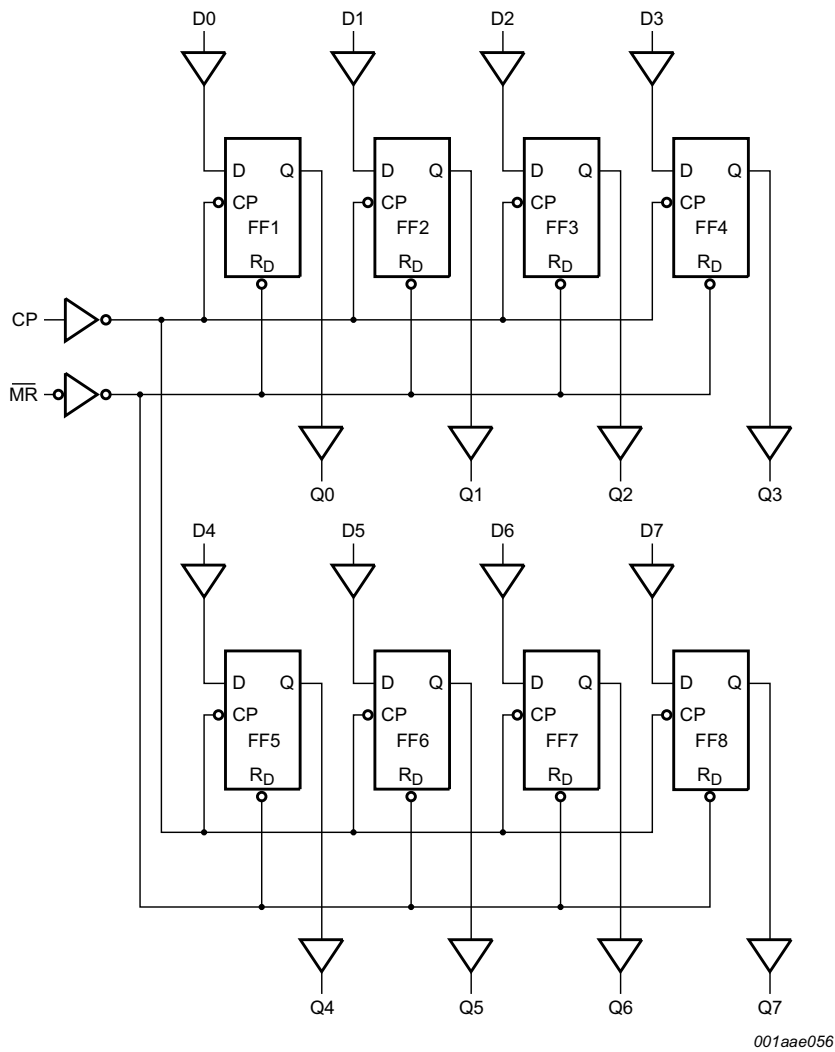 D0 D1 D2 D3
D Q D Q D Q D Q
CP CP CP CP
FF1 FF2 FF3 FF4
RD RD RD RD
CP
M̅R̅
Q0 Q1 Q2 Q3
D4 D5 D6 D7
D Q D Q D Q D Q
CP CP CP CP
FF5 FF6 FF7 FF8
RD RD RD RD
Q4 Q5 Q6 Q7
001aae056